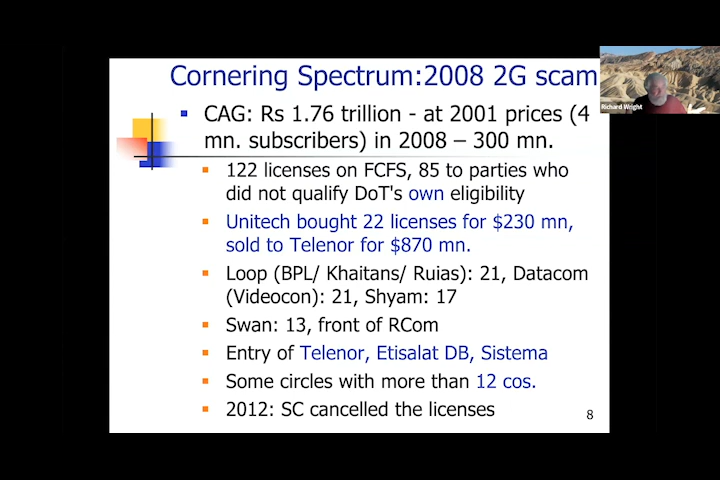 Cornering Spectrum:2008 2G scam
Richard Wright
CAG: Rs 1.76 trillion - at 2001 prices (4
mn. subscribers) in 2008 – 300 mn.
122 licenses on FCFS, 85 to parties who
did not qualify DoT's own eligibility
Unitech bought 22 licenses for $230 mn,
sold to Telenor for $870 mn.
Loop (BPL/ Khaitans/ Ruias): 21, Datacom
(Videocon): 21, Shyam: 17
Swan: 13, front of RCom
Entry of Telenor, Etisalat DB, Sistema
Some circles with more than 12 cos.
2012: SC cancelled the licenses
8